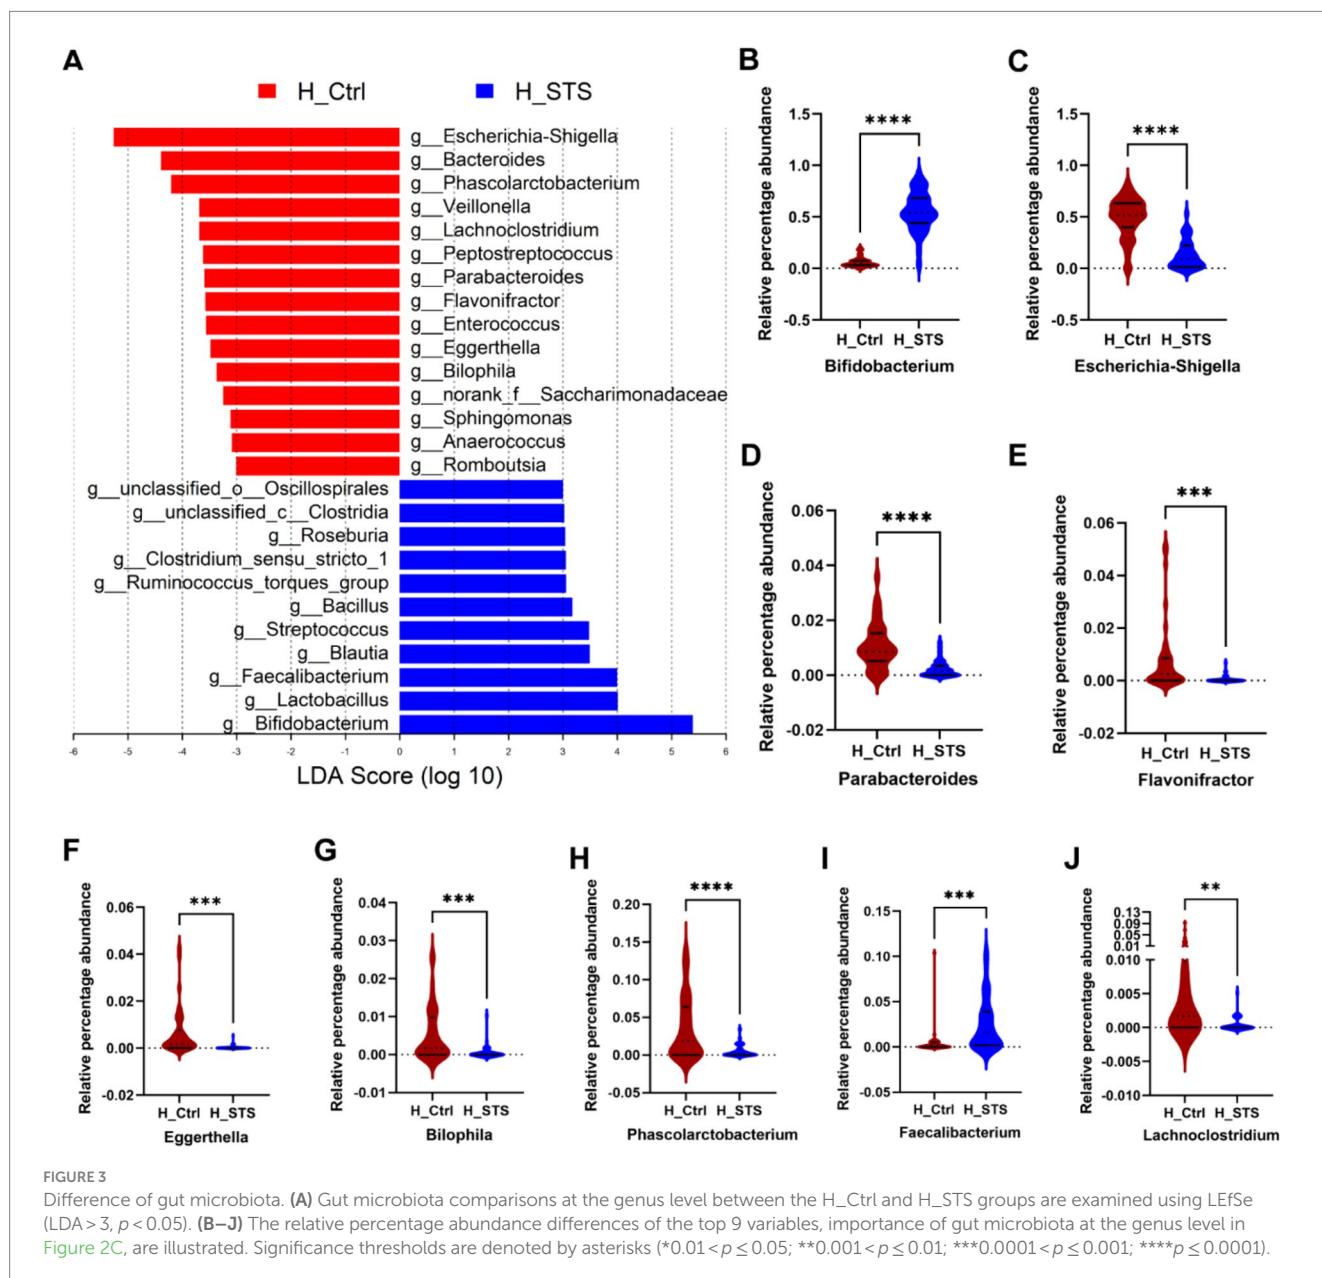 A
H_Ctrl
H_STS
g__Escherichia-Shigella
g__Bacteroides
g__Phascolarctobacterium
g__Veillonella
g__Lachnoclostridium
g__Peptostreptococcus
g__Parabacteroides
g__Flavonifractor
g__Enterococcus
g__Eggerthella
g__Bilophila
g__norank_f__Saccharimonadaceae
g__Sphingomonas
g__Anaerococcus
g__Romboutsia
g__unclassified_o__Oscillospirales
g__unclassified_c__Clostridia
g__Roseburia
g__Clostridium_sensu_stricto_1
g__Ruminococcus_torques_group
g__Bacillus
g__Streptococcus
g__Blautia
g__Faecalibacterium
g__Lactobacillus
g__Bifidobacterium
-6 -5 -4 -3 -2 -1 0 1 2 3 4 5 6
LDA Score (log 10)
B
Relative percentage abundance
1.5
1.0
0.5
0.0
-0.5
****
H_Ctrl H_STS
Bifidobacterium
C
Relative percentage abundance
1.5
1.0
0.5
0.0
-0.5
****
H_Ctrl H_STS
Escherichia-Shigella
D
Relative percentage abundance
0.06
0.04
0.02
0.00
-0.02
****
H_Ctrl H_STS
Parabacteroides
E
Relative percentage abundance
0.06
0.04
0.02
0.00
-0.02
***
H_Ctrl H_STS
Flavonifractor
F
Relative percentage abundance
0.06
0.04
0.02
0.00
-0.02
***
H_Ctrl H_STS
Eggerthella
G
Relative percentage abundance
0.04
0.03
0.02
0.01
0.00
-0.01
***
H_Ctrl H_STS
Bilophila
H
Relative percentage abundance
0.20
0.15
0.10
0.05
0.00
-0.05
****
H_Ctrl H_STS
Phascolarctobacterium
I
Relative percentage abundance
0.15
0.10
0.05
0.00
-0.05
***
H_Ctrl H_STS
Faecalibacterium
J
Relative percentage abundance
0.13
0.09
0.05
0.01
0.010
0.005
0.000
-0.005
-0.010
**
H_Ctrl H_STS
Lachnoclostridium
FIGURE 3
Difference of gut microbiota. (A) Gut microbiota comparisons at the genus level between the H_Ctrl and H_STS groups are examined using LEfSe
(LDA > 3, p < 0.05). (B–J) The relative percentage abundance differences of the top 9 variables, importance of gut microbiota at the genus level in
Figure 2C, are illustrated. Significance thresholds are denoted by asterisks (*0.01 < p ≤ 0.05; **0.001 < p ≤ 0.01; ***0.0001 < p ≤ 0.001; ****p ≤ 0.0001).